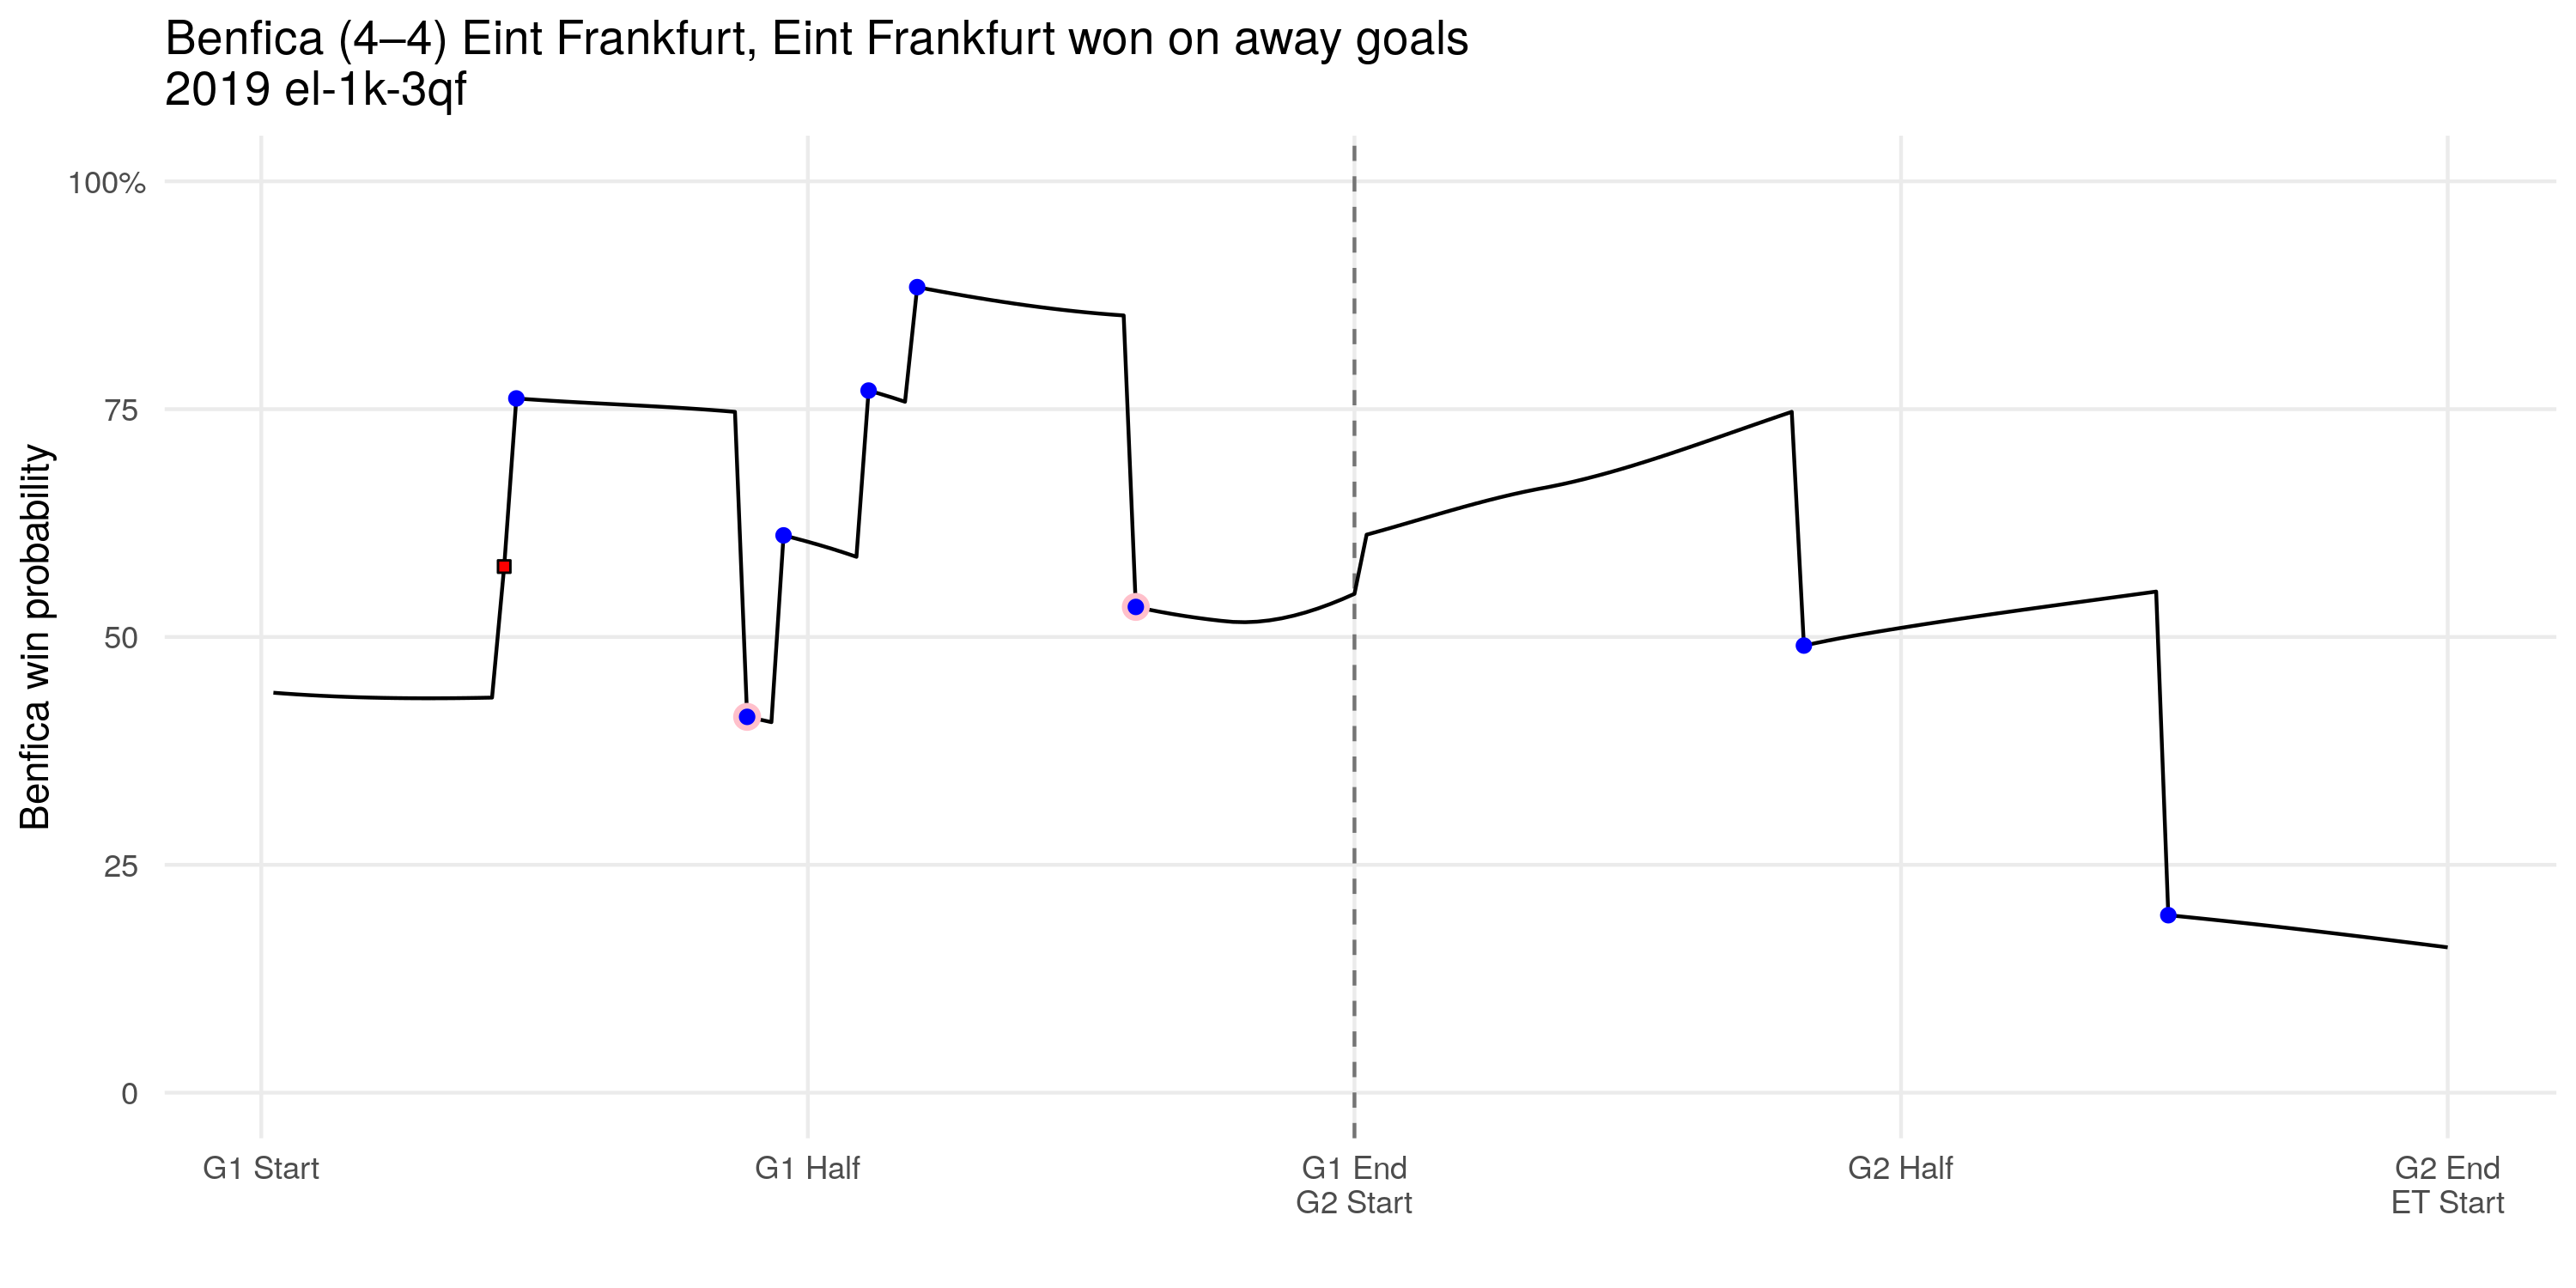 Benfica (4–4) Eint Frankfurt, Eint Frankfurt won on away goals
2019 el-1k-3qf
Benfica win probability
100%
75
50
25
0
G1 Start
G1 Half
G1 End
G2 Start
G2 Half
G2 End
ET Start